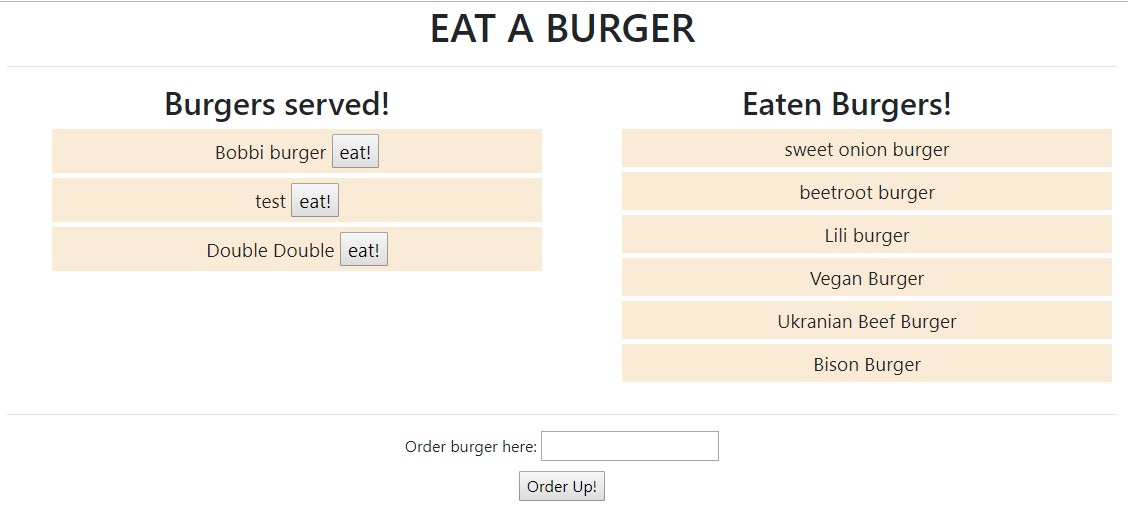 EAT A BURGER
Burgers served!
Bobbi burger eat!
test eat!
Double Double eat!
Eaten Burgers!
sweet onion burger
beetroot burger
Lili burger
Vegan Burger
Ukranian Beef Burger
Bison Burger
Order burger here:
Order Up!